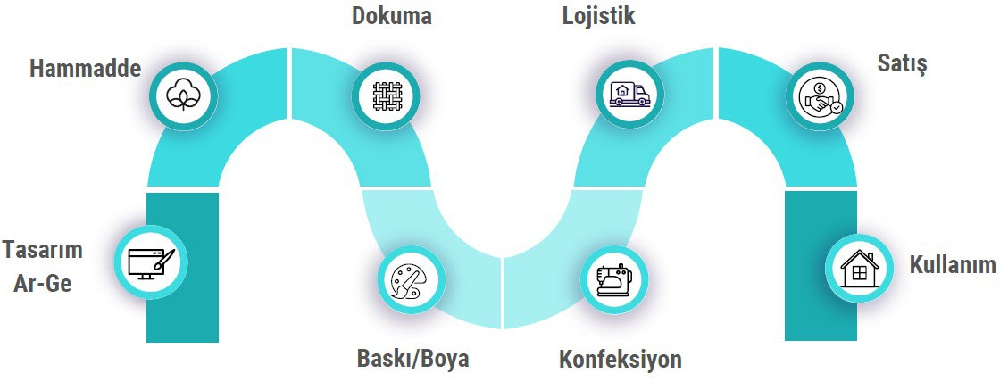 Tasarım
Ar-Ge
Hammadde
Dokuma
Baskı/Boya
Konfeksiyon
Lojistik
Satış
Kullanım